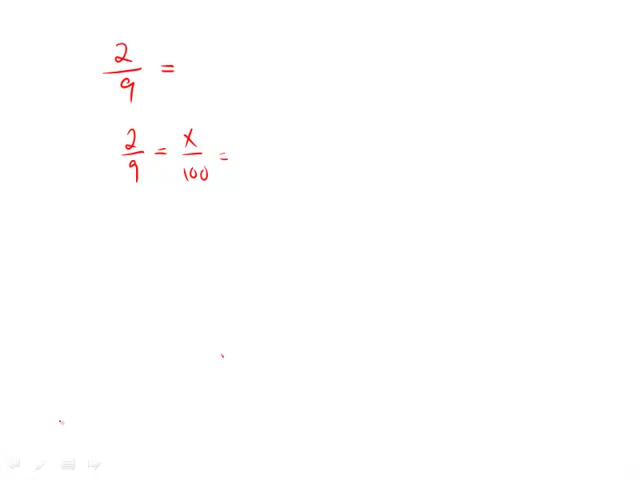 2/9 =
2/9 = x/100 =